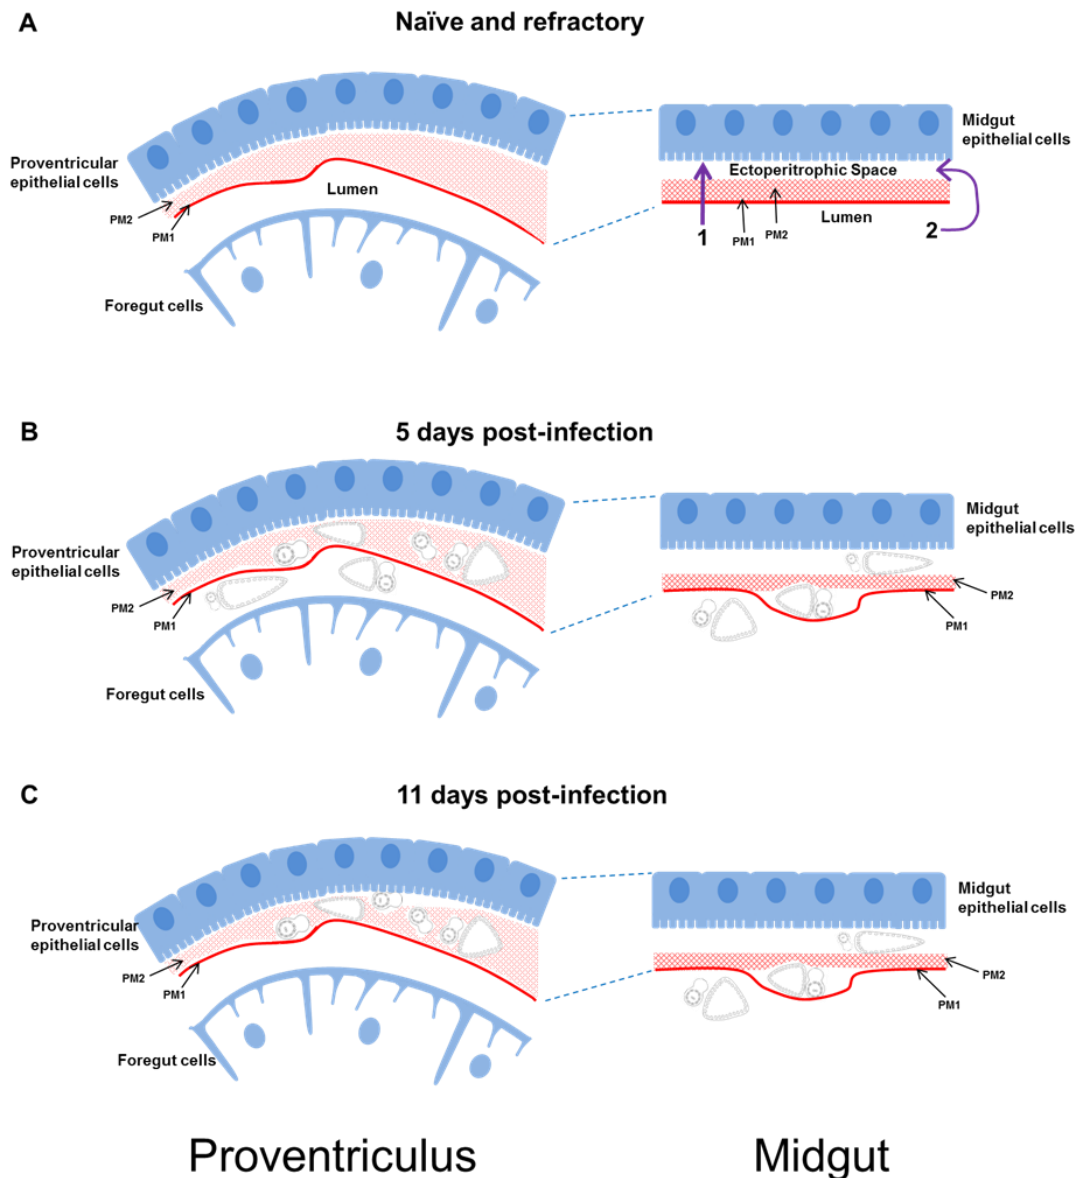 A
Naïve and refractory
Proventricular
epithelial cells
PM2
PM1
Lumen
Foregut cells
Midgut
epithelial cells
Ectoperitrophic Space
Lumen
1
PM1
PM2
2
B
5 days post-infection
Proventricular
epithelial cells
PM2
PM1
Foregut cells
Midgut
epithelial cells
PM2
PM1
C
11 days post-infection
Proventricular
epithelial cells
PM2
PM1
Foregut cells
Midgut
epithelial cells
PM2
PM1
Proventriculus
Midgut